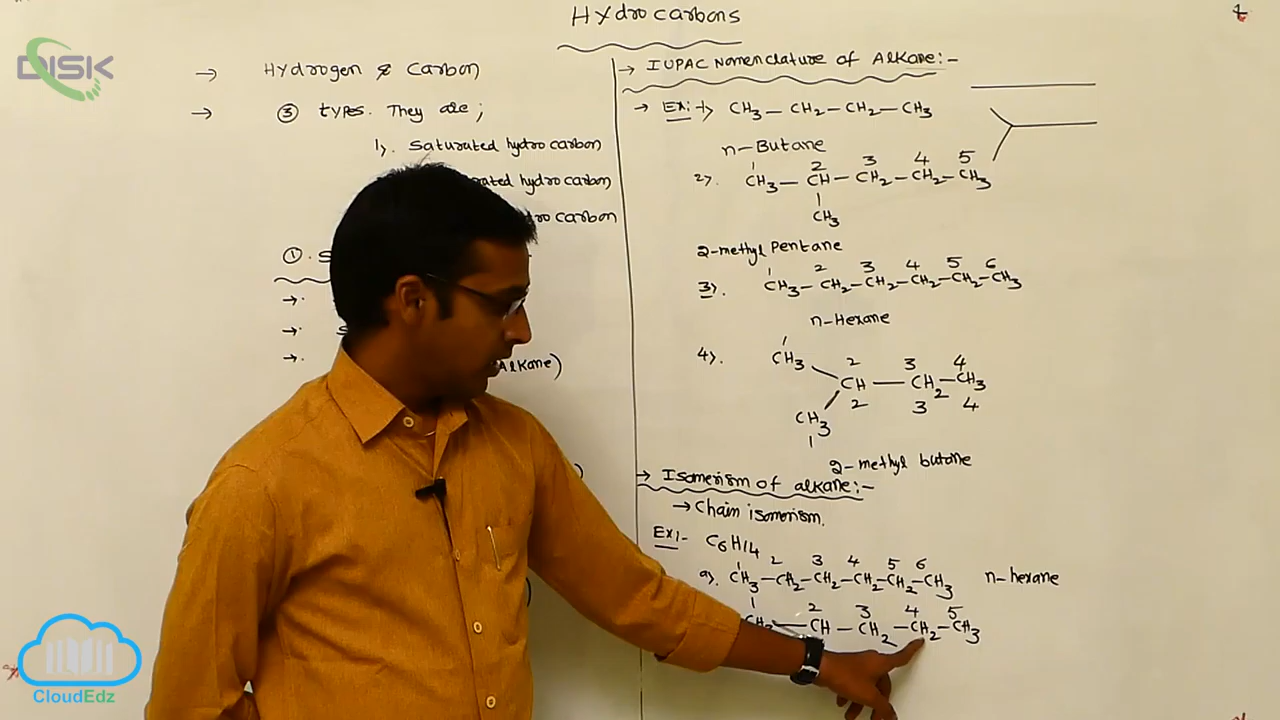 Hydrocarbons
1
DISK
→ Hydrogen & Carbon
→ ③ types. They are;
1). Saturated hydrocarbon
rated hydrocarbon
dro carbon
①. S
→.
→.
→.
Alkane)
→ IUPAC Nomenclature of Alkane:-
→ Ex:- 1) CH3 – CH2 – CH2 – CH3
n-Butane
1 2 3 4 5
2). CH3 – CH – CH2 – CH2 – CH3
CH3
2-methyl Pentane
1 2 3 4 5 6
3). CH3 – CH2 – CH2 – CH2 – CH2 – CH3
n-Hexane
1 2 3 4
4). CH3 CH – CH2 – CH3
2 3 4
CH3
1
2-methyl butane
→ Isomerism of alkane:-
→ Chain isomerism.
Ex:- C6H14
1 2 3 4 5 6
a). CH3 – CH2 – CH2 – CH2 – CH2 – CH3 n-hexane
1 2 3 4 5
CH3 – CH – CH2 – CH2 – CH3
CloudEdz